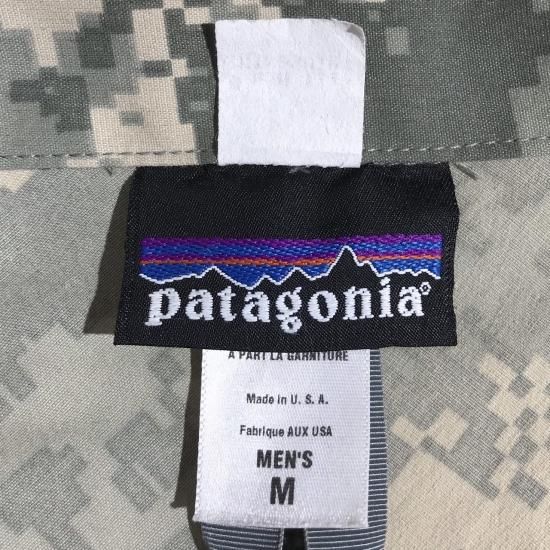 patagonia®
A PART LA GARNITURE
Made in U. S. A.
Fabrique AUX USA
MEN'S
M